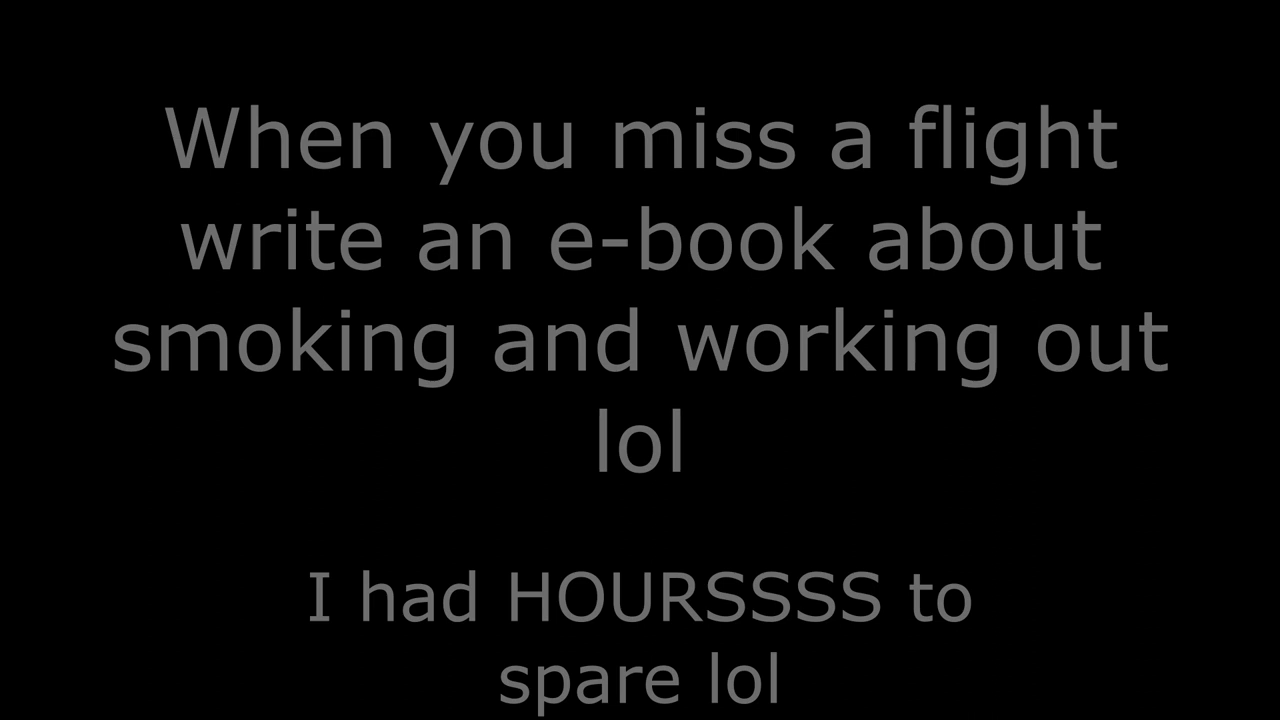 When you miss a flight
write an e-book about
smoking and working out
lol
I had HOURSSSS to
spare lol